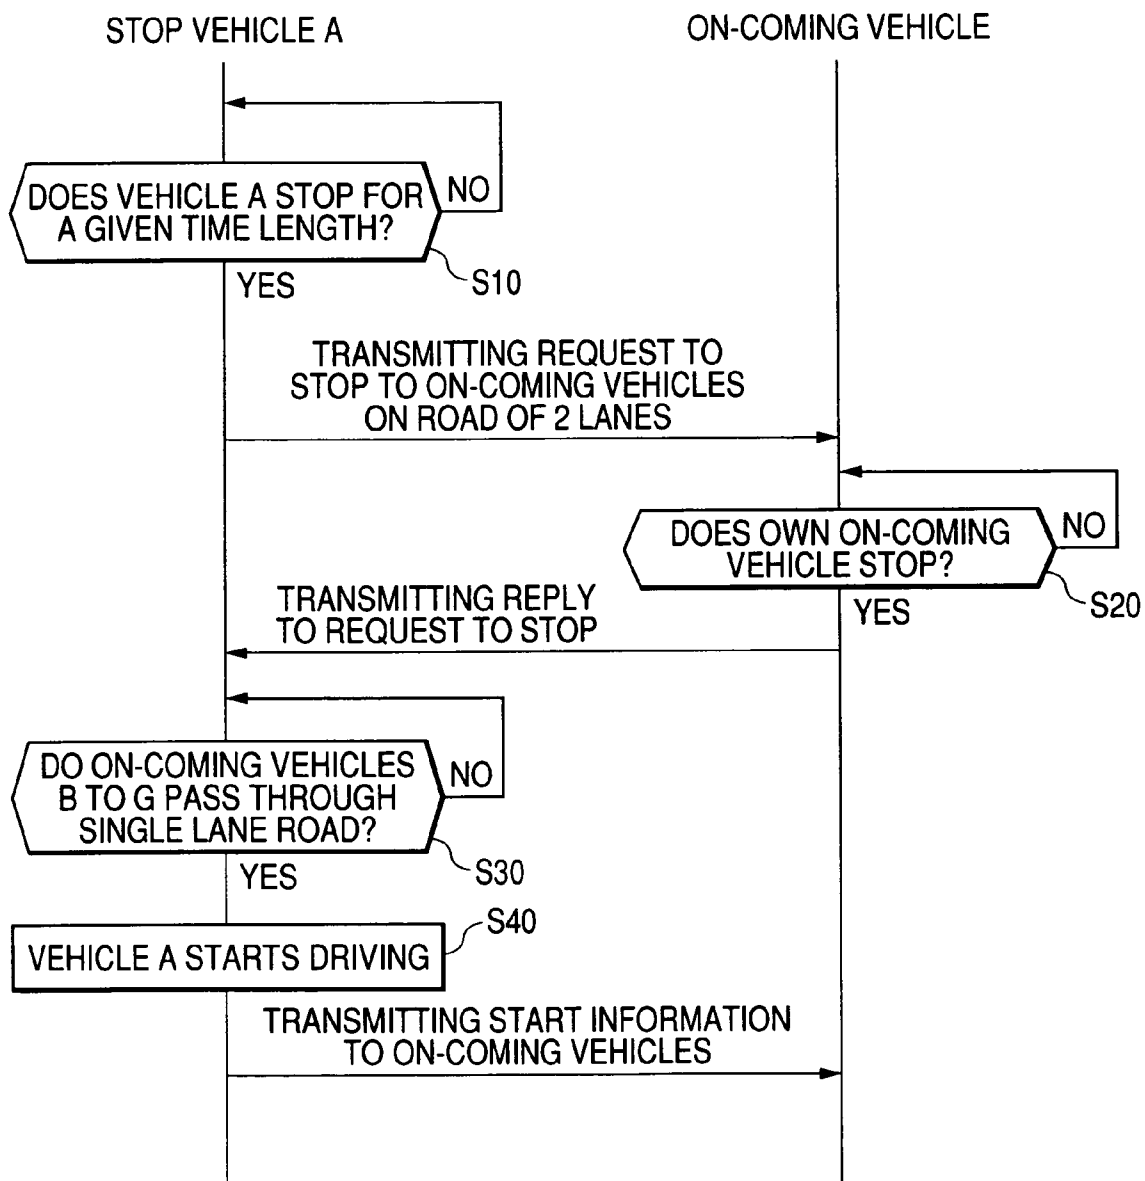 STOP VEHICLE A
ON-COMING VEHICLE
DOES VEHICLE A STOP FOR
A GIVEN TIME LENGTH?
NO
S10
YES
TRANSMITTING REQUEST TO
STOP TO ON-COMING VEHICLES
ON ROAD OF 2 LANES
DOES OWN ON-COMING
VEHICLE STOP?
NO
S20
YES
TRANSMITTING REPLY
TO REQUEST TO STOP
DO ON-COMING VEHICLES
B TO G PASS THROUGH
SINGLE LANE ROAD?
NO
S30
YES
S40
VEHICLE A STARTS DRIVING
TRANSMITTING START INFORMATION
TO ON-COMING VEHICLES